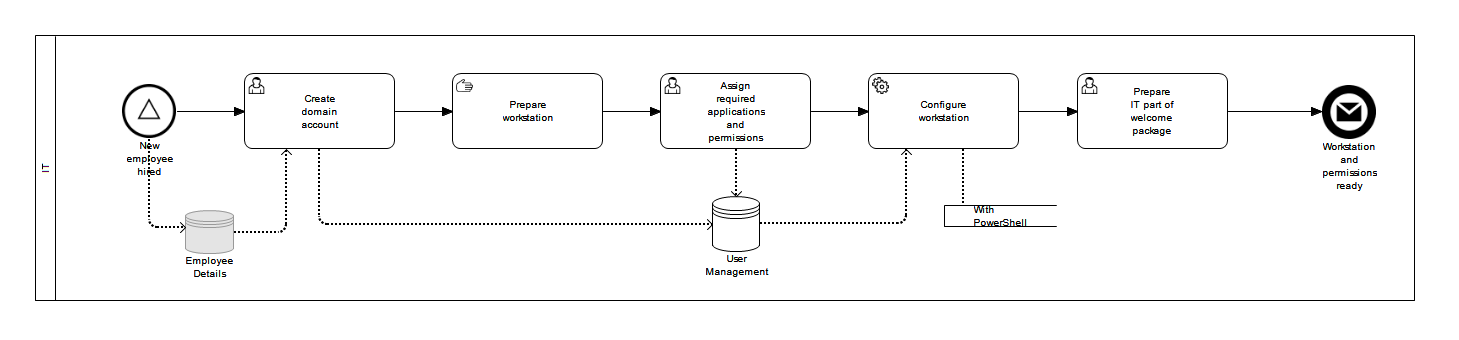 IT
New
employee
hired
Create
domain
account
Prepare
workstation
Assign
required
applications
and
permissions
Configure
workstation
Prepare
IT part of
welcome
package
Workstation
and
permissions
ready
Employee
Details
User
Management
With
PowerShell